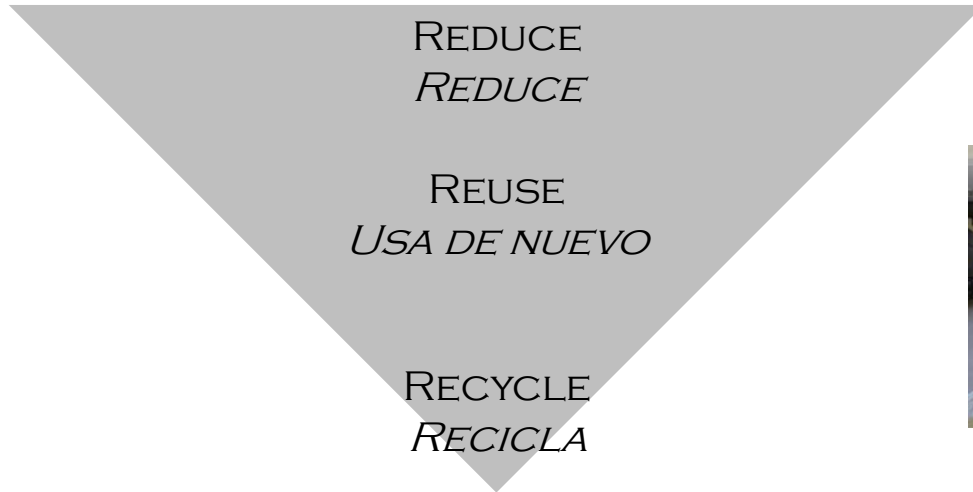 REDUCE
REDUCE
REUSE
USA DE NUEVO
RECYCLE
RECICLA